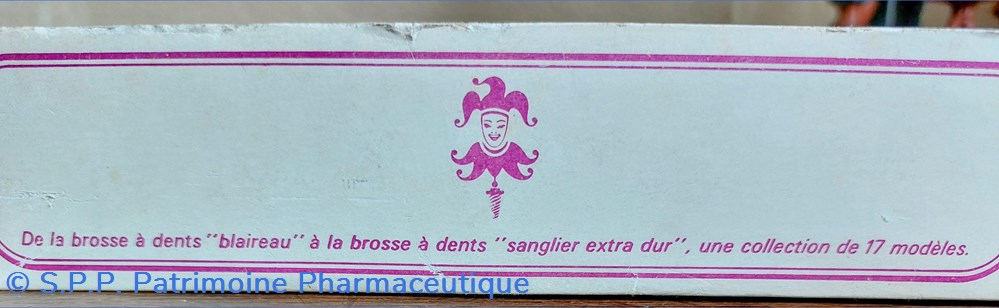 De la brosse à dents "blaireau" à la brosse à dents "sanglier extra dur", une collection de 17 modèles.
© S.P.P. Patrimoine Pharmaceutique